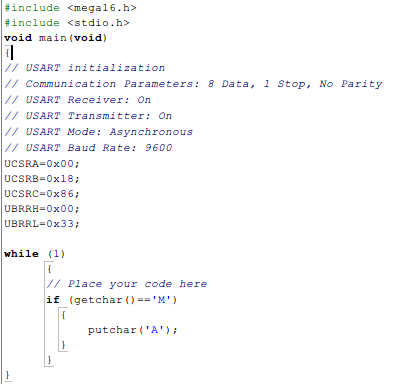 #include <mega16.h>
#include <stdio.h>
void main(void)
{
// USART initialization
// Communication Parameters: 8 Data, 1 Stop, No Parity
// USART Receiver: On
// USART Transmitter: On
// USART Mode: Asynchronous
// USART Baud Rate: 9600
UCSRA=0x00;
UCSRB=0x18;
UCSRC=0x86;
UBRRH=0x00;
UBRRL=0x33;

while (1)
      {
      // Place your code here
      if (getchar()=='M')
        {
            putchar('A');
        }
      }
}